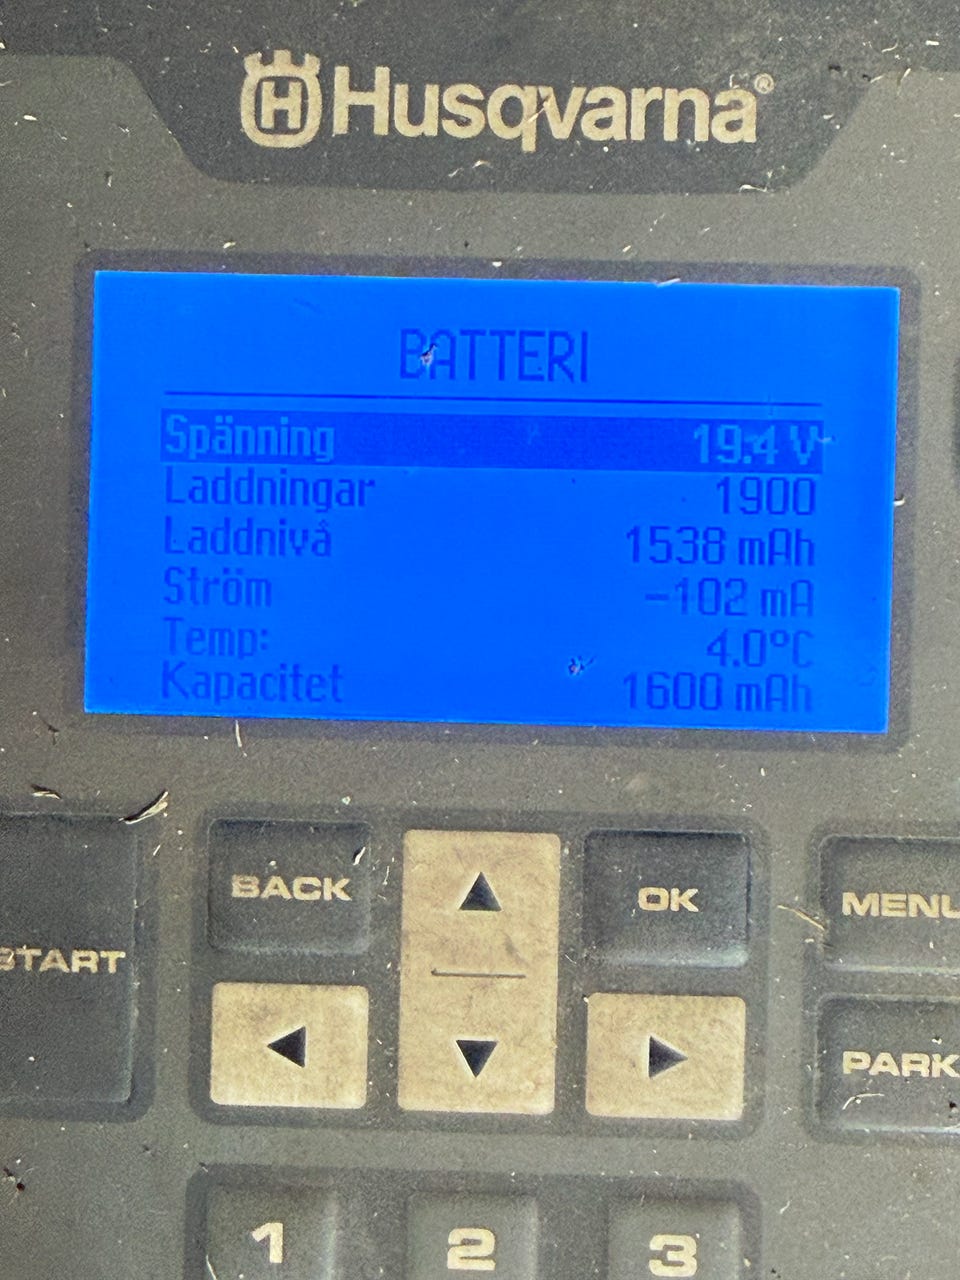 H Husqvarna®
BATTERI
Spänning 19.4 V
Laddningar 1900
Laddnivå 1538 mAh
Ström -102 mA
Temp: 4.0°C
Kapacitet 1600 mAh
START
BACK
OK
MENU
PARK
1 2 3